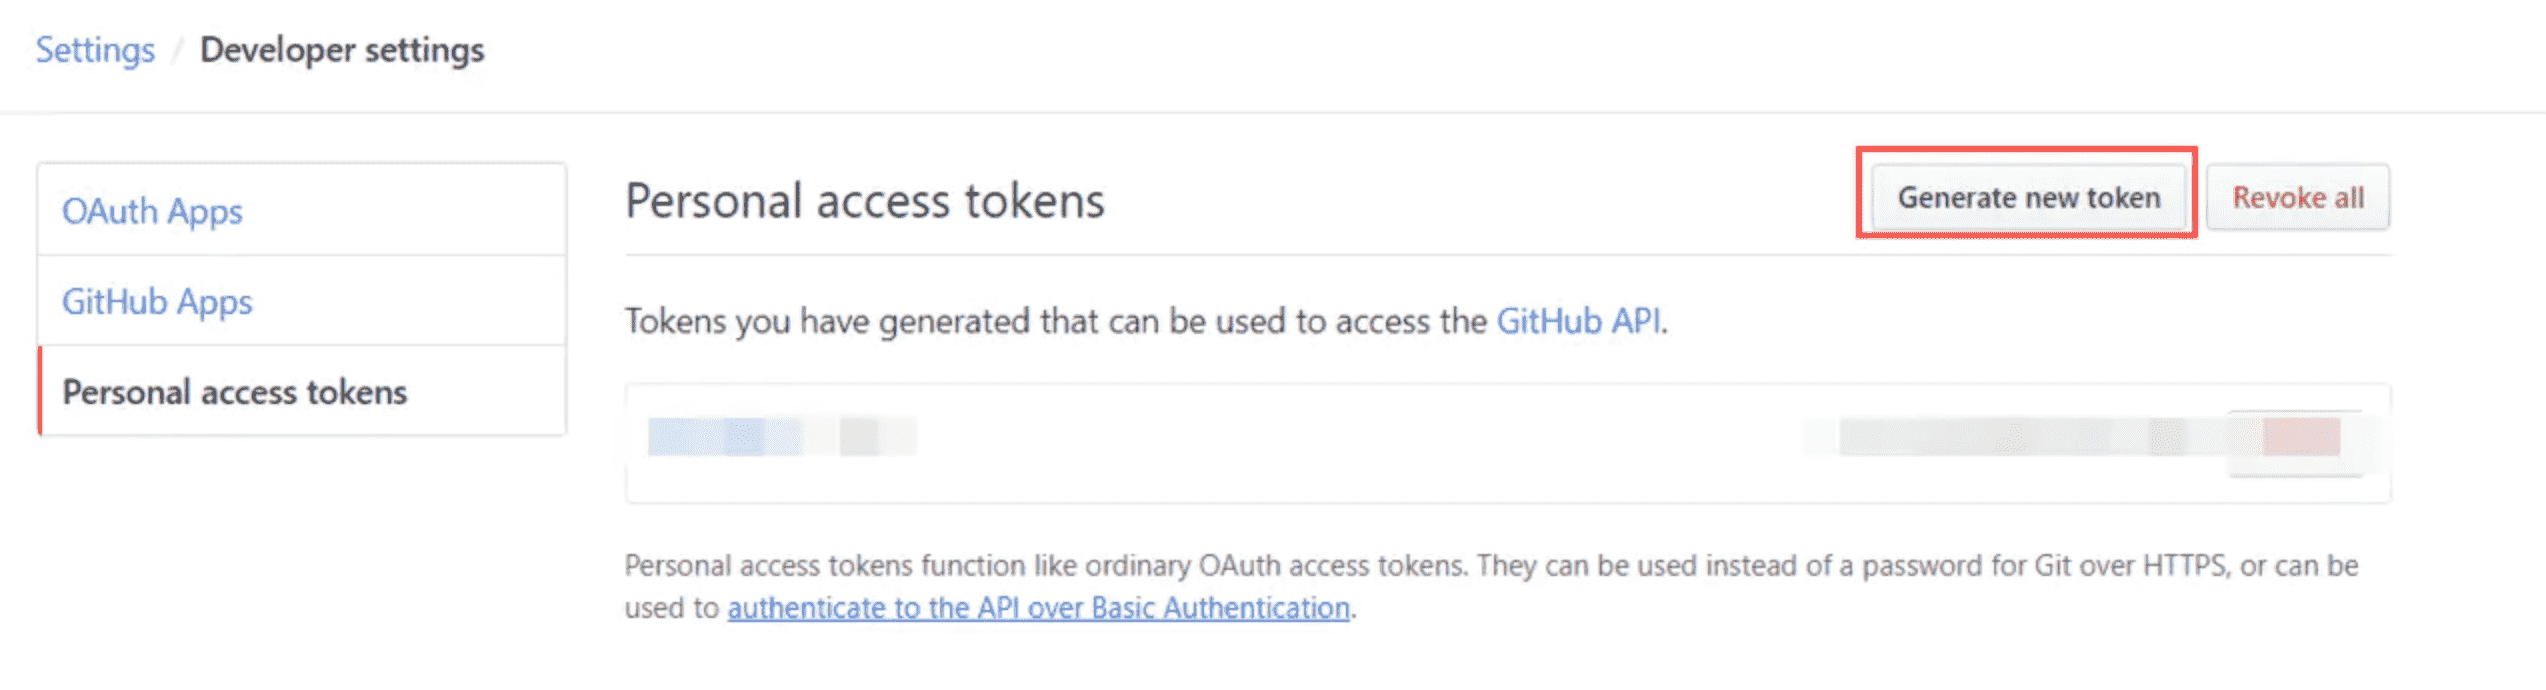 Settings / Developer settings
OAuth Apps
GitHub Apps
Personal access tokens
Personal access tokens
Generate new token
Revoke all
Tokens you have generated that can be used to access the GitHub API.
Personal access tokens function like ordinary OAuth access tokens. They can be used instead of a password for Git over HTTPS, or can be
used to authenticate to the API over Basic Authentication.